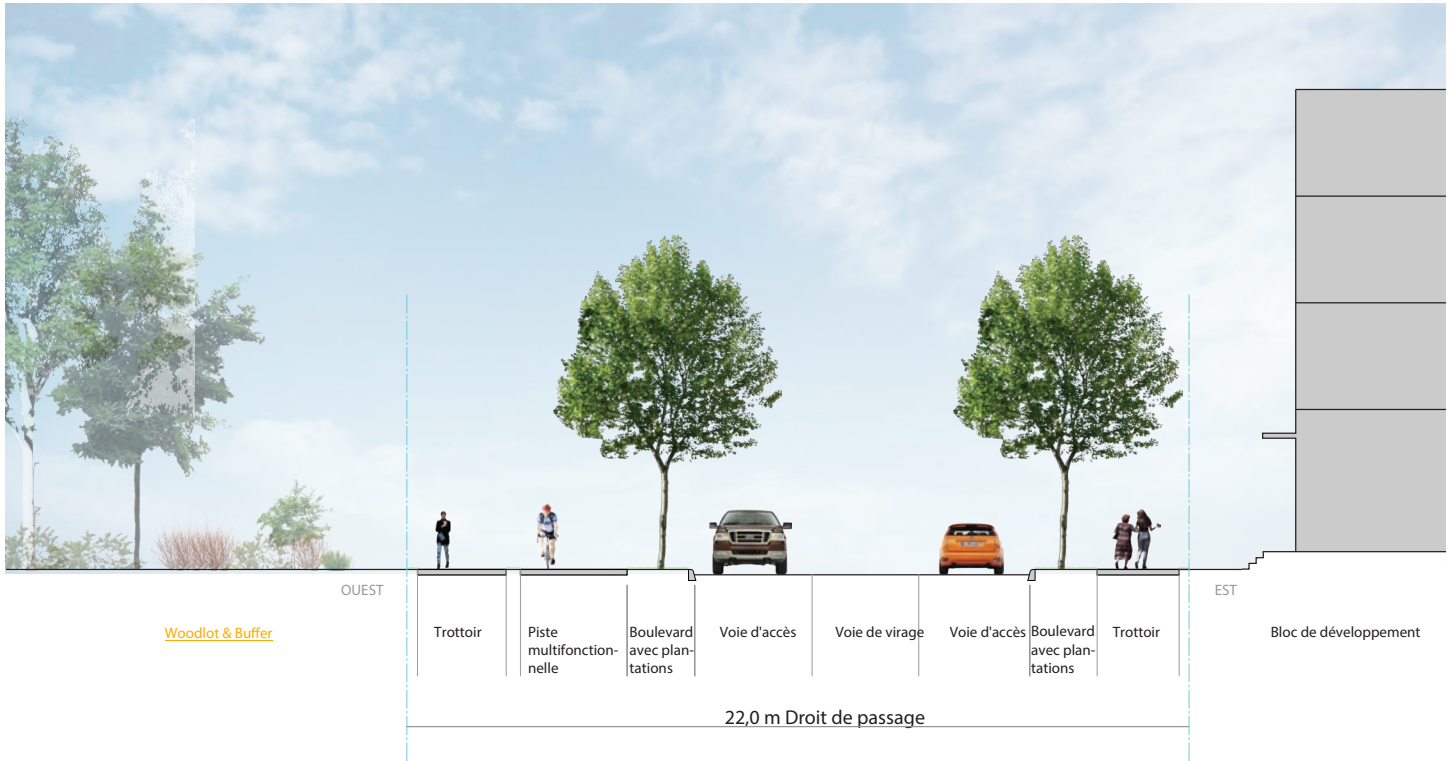 OUEST
EST
Woodlot & Buffer
Trottoir
Piste
multifonction-
nelle
Boulevard
avec plan-
tations
Voie d'accès
Voie de virage
Voie d'accès
Boulevard
avec plan-
tations
Trottoir
Bloc de développement
22,0 m Droit de passage